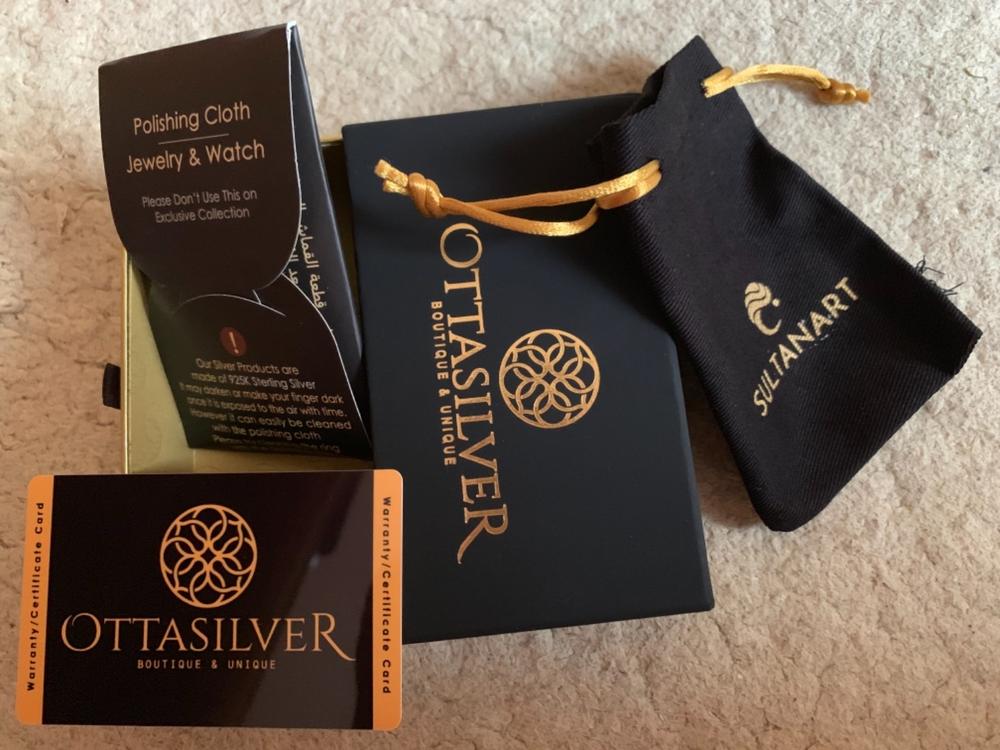 Polishing Cloth
Jewelry & Watch
Please Don't Use This on
Exclusive Collection
قطعة القماش
Our Silver Products are
made of 925K Sterling Silver
It may darken or make your finger dark
once it is exposed to the air with time.
However it can easily be cleaned
with the polishing cloth
OTTASILVER
BOUTIQUE & UNIQUE
SULTANART
Warranty/Certificate Card
OTTASILVER
BOUTIQUE & UNIQUE
Warranty/Certificate Card